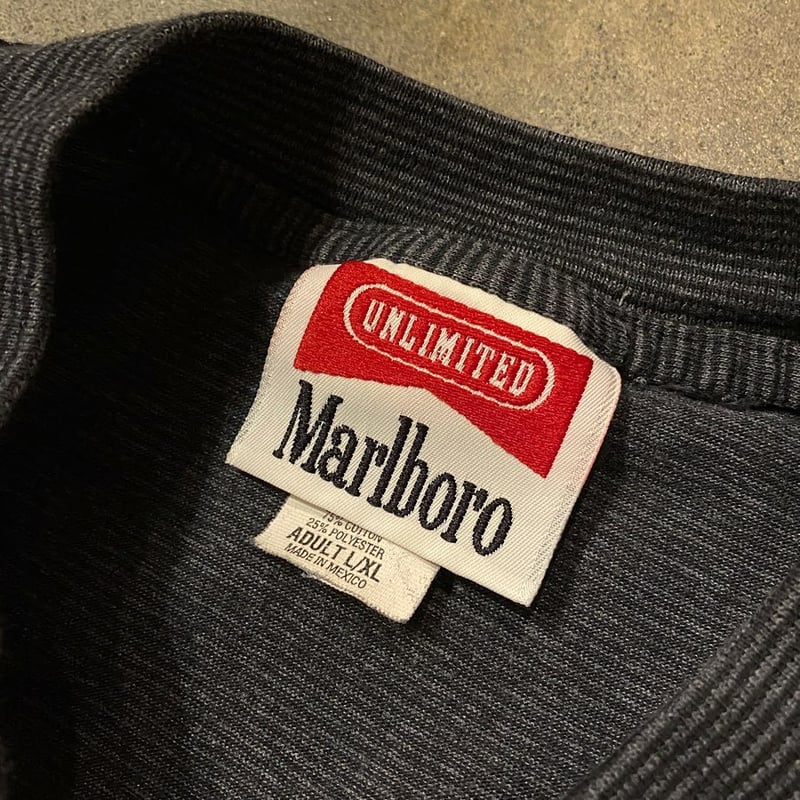 UNLIMITED
Marlboro
75% COTTON
25% POLYESTER
ADULT L/XL
MADE IN MEXICO